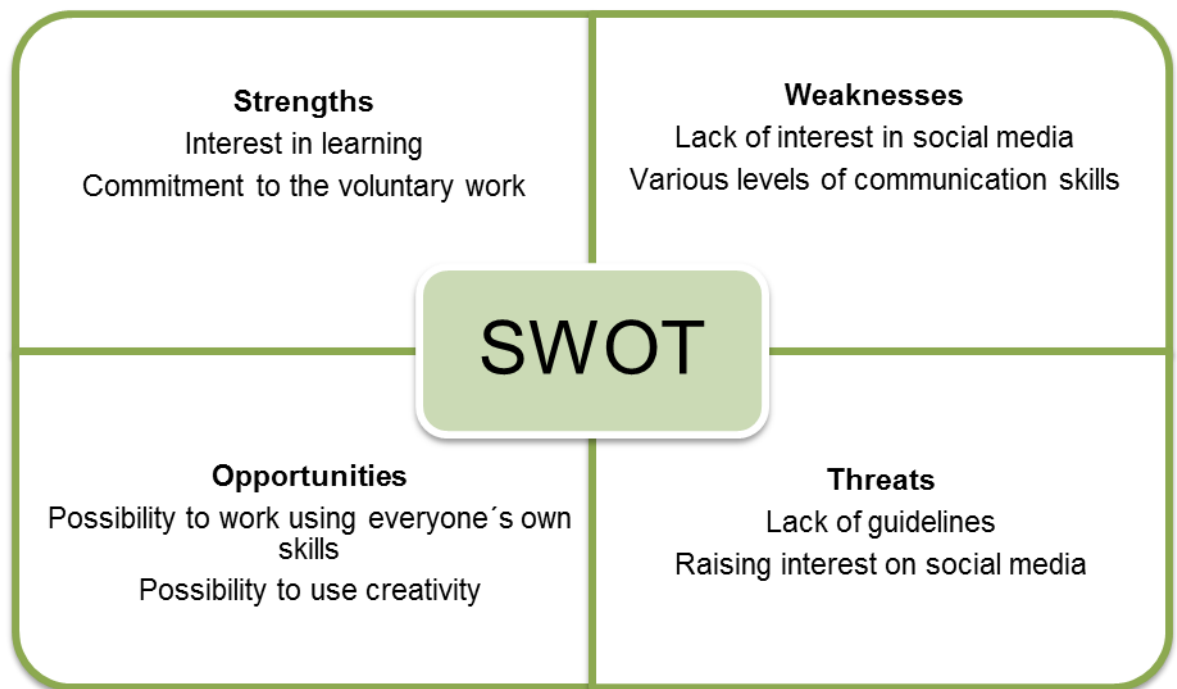 Strengths
Interest in learning
Commitment to the voluntary work
Weaknesses
Lack of interest in social media
Various levels of communication skills
SWOT
Opportunities
Possibility to work using everyone´s own
skills
Possibility to use creativity
Threats
Lack of guidelines
Raising interest on social media